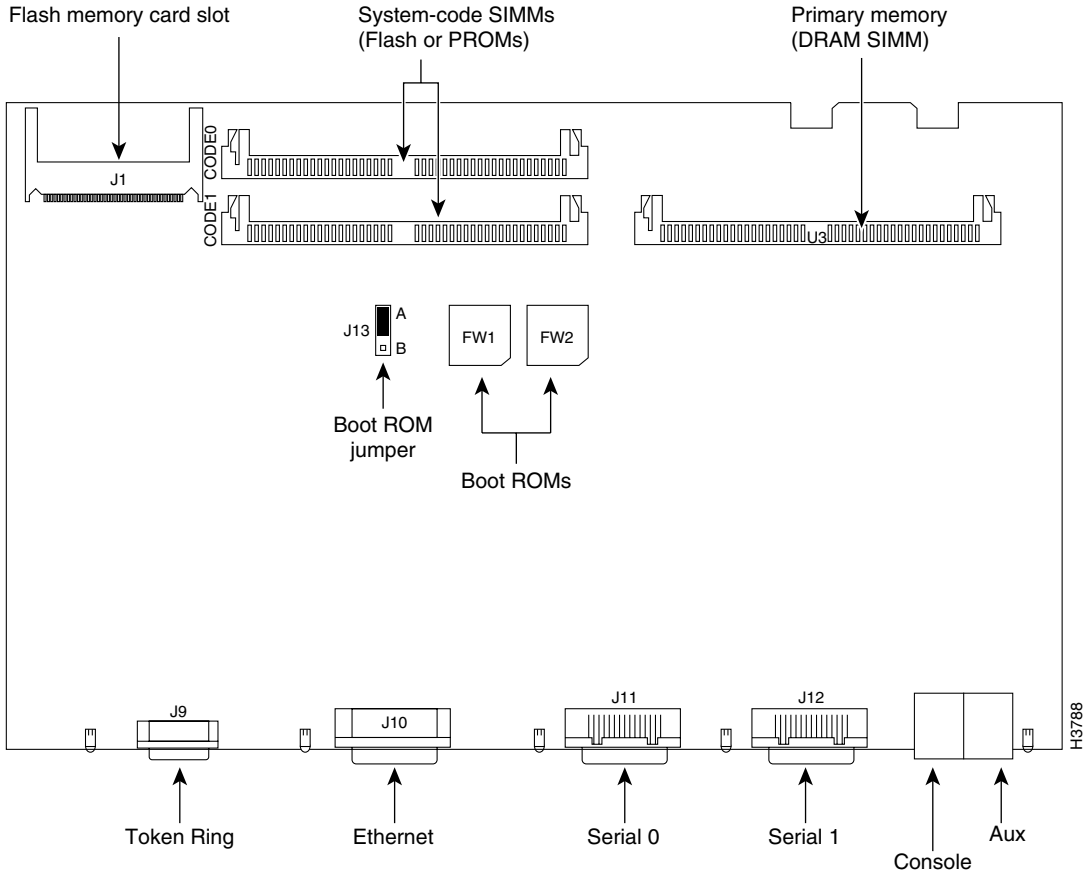 Flash memory card slot
System-code SIMMs
(Flash or PROMs)
Primary memory
(DRAM SIMM)
J1
CODE0
CODE1
U3
J13
A
B
FW1
FW2
Boot ROM
jumper
Boot ROMs
J9
J10
J11
J12
H3788
Token Ring
Ethernet
Serial 0
Serial 1
Console
Aux